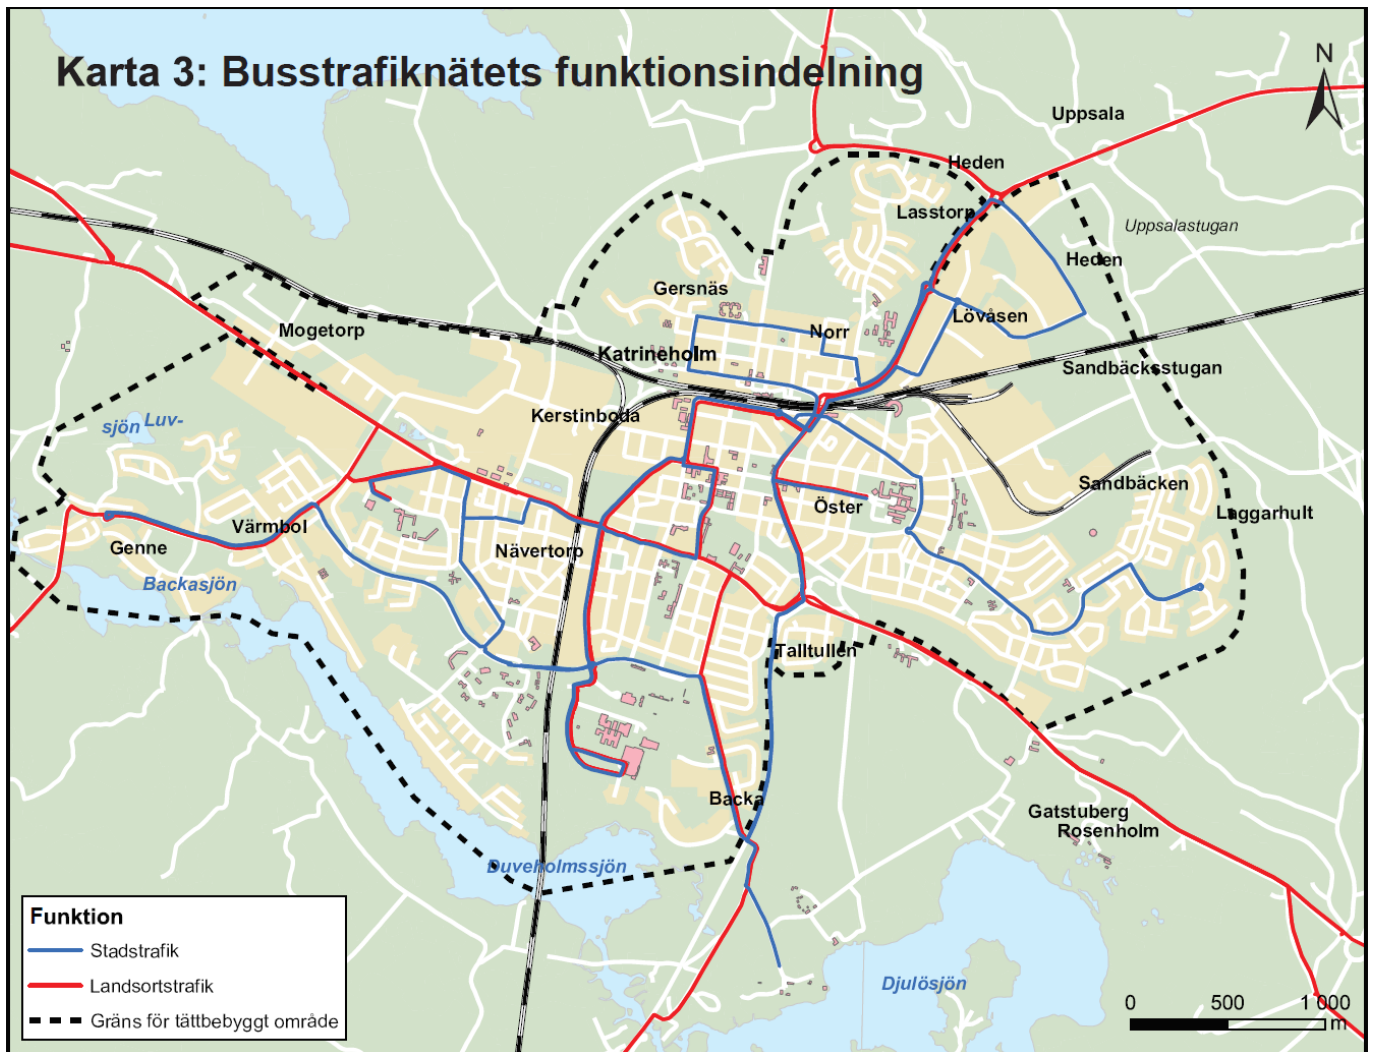 Karta 3: Busstrafiknätets funktionsindelning
N
Uppsala
Heden
Lasstorp
Uppsalastugan
Heden
Gersnäs
Mogetorp
Norr
Lövåsen
Katrineholm
Sandbäcksstugan
Kerstinboda
Luv-
sjön
Sandbäcken
Öster
Laggarhult
Värmbol
Genne
Nävertorp
Backasjön
Talltullen
Backa
Gatstuberg
Rosenholm
Duveholmssjön
Djulösjön
Funktion
Stadstrafik
Landsortstrafik
Gräns för tättbebyggt område
0 500 1 000
m